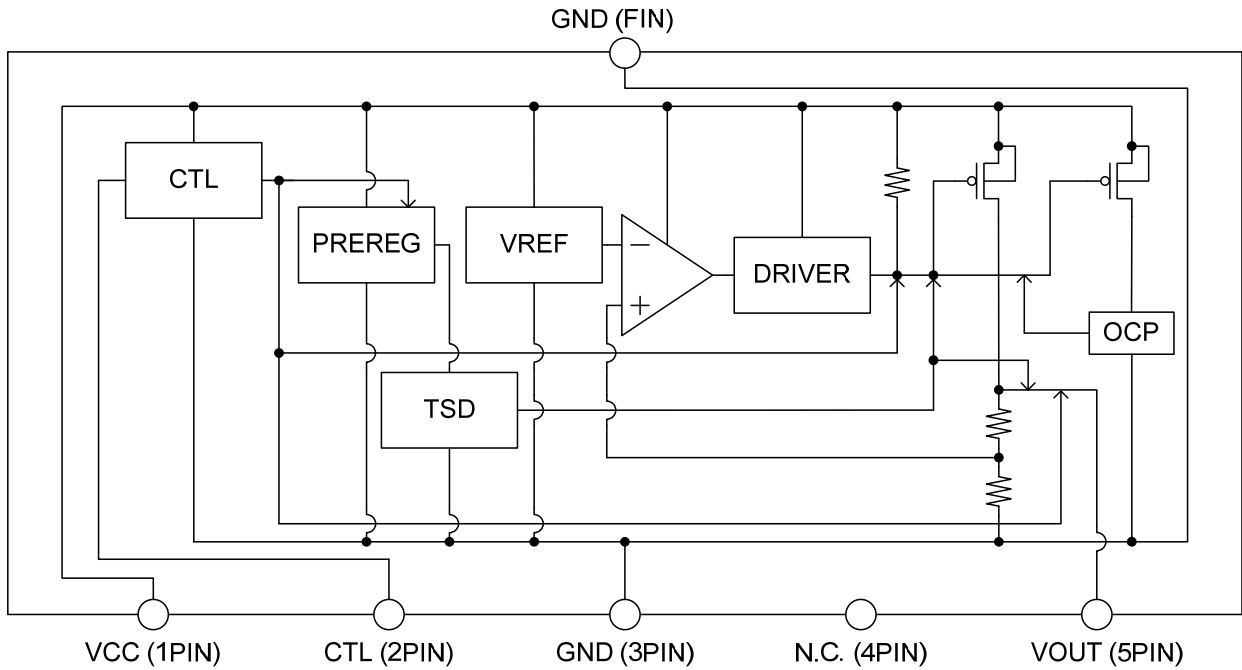 GND (FIN)
CTL
PREREG
VREF
−
+
DRIVER
OCP
TSD
VCC (1PIN)
CTL (2PIN)
GND (3PIN)
N.C. (4PIN)
VOUT (5PIN)